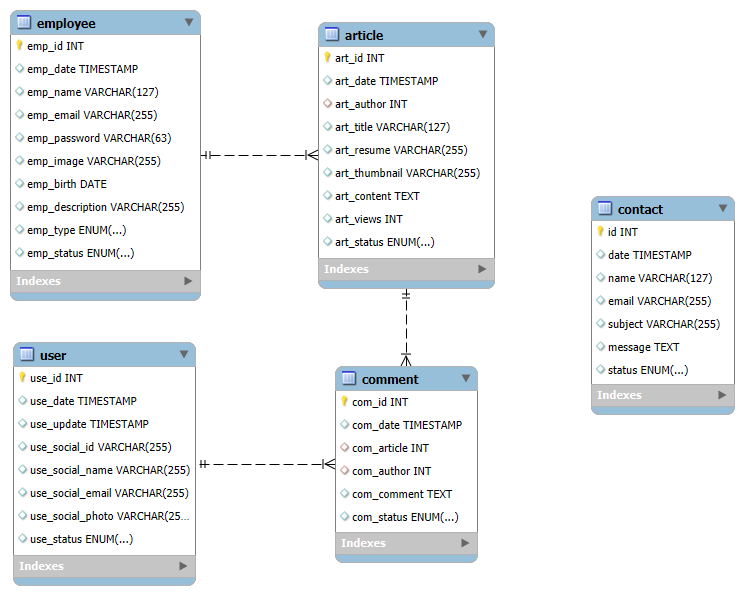 employee
emp_id INT
emp_date TIMESTAMP
emp_name VARCHAR(127)
emp_email VARCHAR(255)
emp_password VARCHAR(63)
emp_image VARCHAR(255)
emp_birth DATE
emp_description VARCHAR(255)
emp_type ENUM(...)
emp_status ENUM(...)
Indexes
article
art_id INT
art_date TIMESTAMP
art_author INT
art_title VARCHAR(127)
art_resume VARCHAR(255)
art_thumbnail VARCHAR(255)
art_content TEXT
art_views INT
art_status ENUM(...)
Indexes
contact
id INT
date TIMESTAMP
name VARCHAR(127)
email VARCHAR(255)
subject VARCHAR(255)
message TEXT
status ENUM(...)
Indexes
user
use_id INT
use_date TIMESTAMP
use_update TIMESTAMP
use_social_id VARCHAR(255)
use_social_name VARCHAR(255)
use_social_email VARCHAR(255)
use_social_photo VARCHAR(25...
use_status ENUM(...)
Indexes
comment
com_id INT
com_date TIMESTAMP
com_article INT
com_author INT
com_comment TEXT
com_status ENUM(...)
Indexes